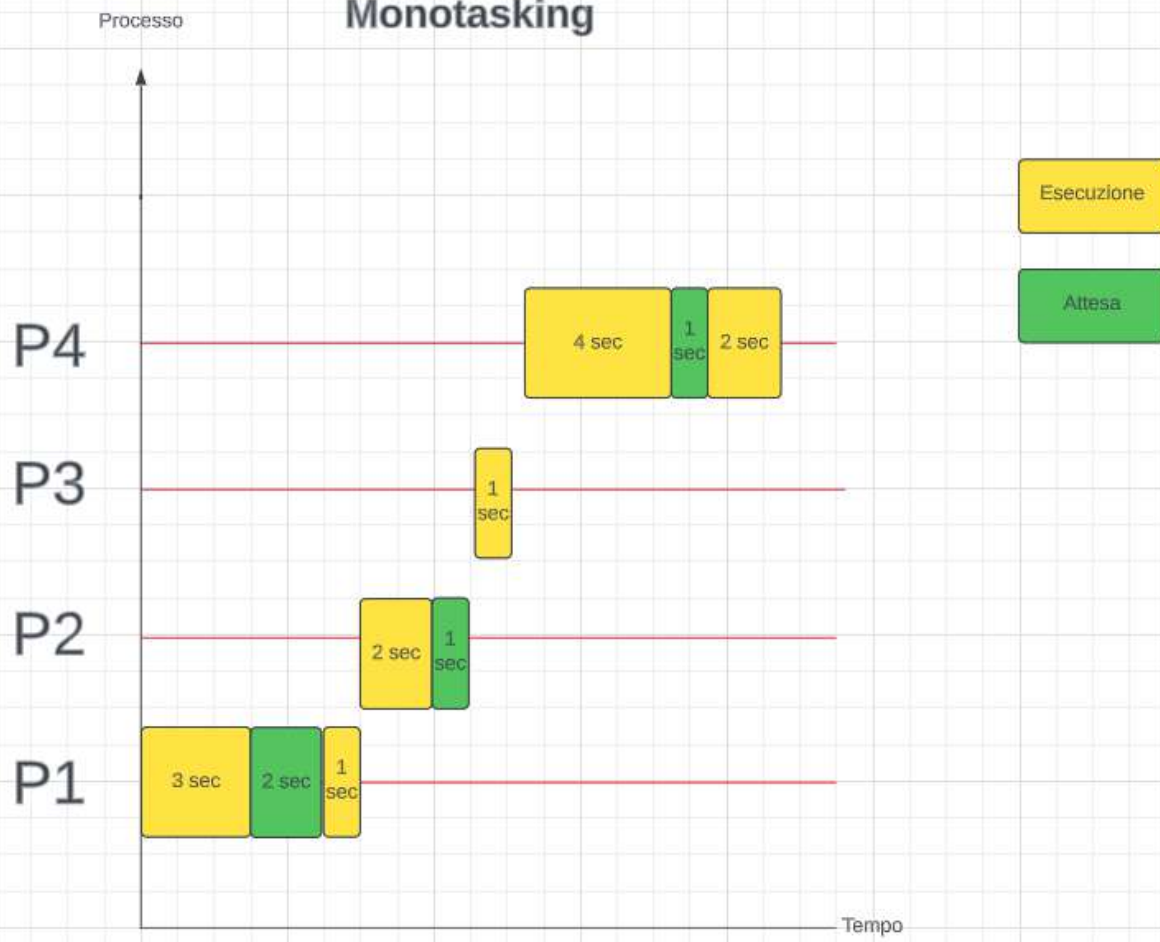 Processo
Monotasking
Esecuzione
Attesa
P4
4 sec
1
sec
2 sec
P3
1
sec
P2
2 sec
1
sec
P1
3 sec
2 sec
1
sec
Tempo